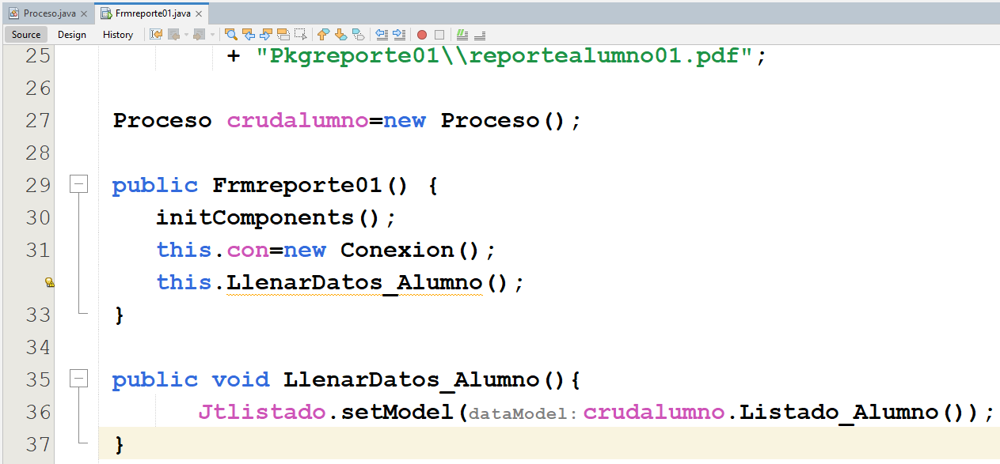 Proceso.java Frmreporte01.java
Source Design History
25 + "Pkgreporte01\\reportealumno01.pdf";
26
27 Proceso crudalumno=new Proceso();
28
29 public Frmreporte01() {
30 initComponents();
31 this.con=new Conexion();
this.LlenarDatos_Alumno();
33 }
34
35 public void LlenarDatos_Alumno(){
36 Jtlistado.setModel(dataModel:crudalumno.Listado_Alumno());
37 }